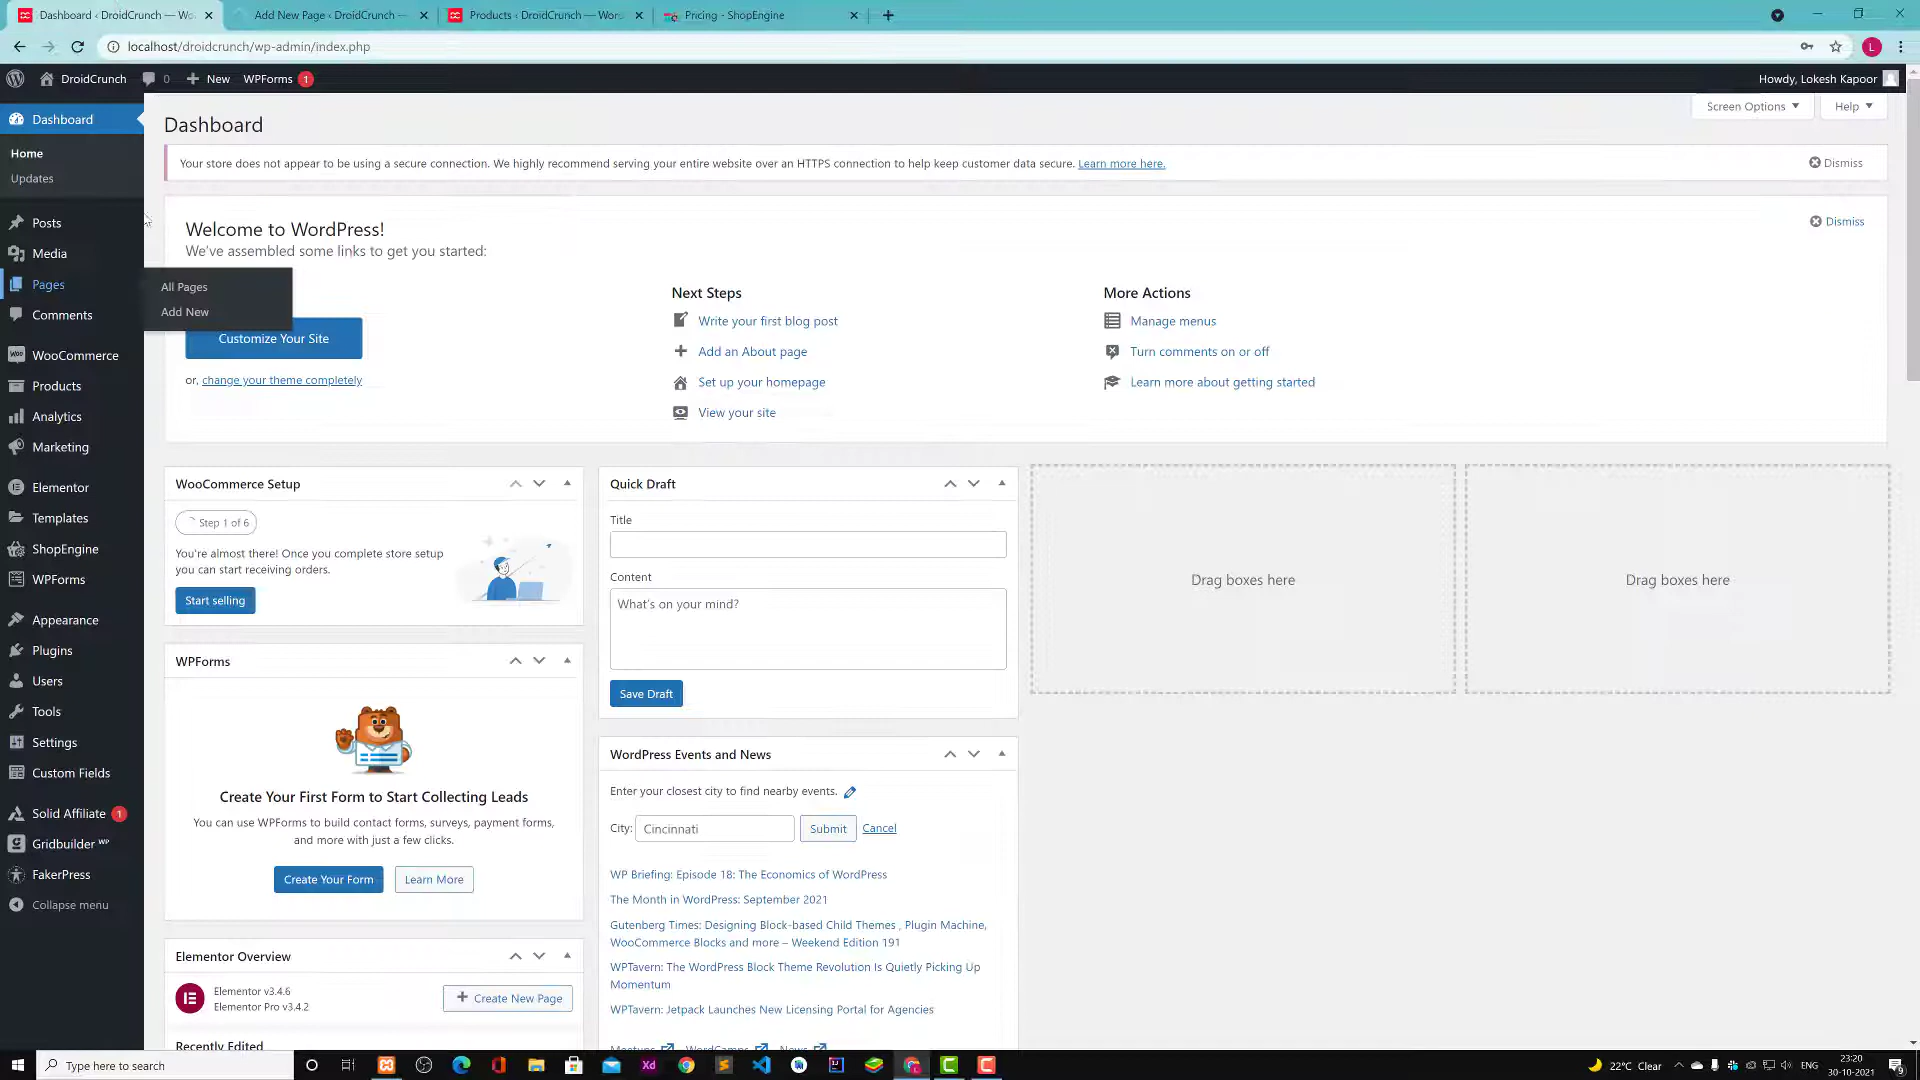 Dashboard ‹ DroidCrunch — Wo
Add New Page ‹ DroidCrunch —
Products ‹ DroidCrunch — Wor
Pricing - ShopEngine
localhost/droidcrunch/wp-admin/index.php
L
DroidCrunch
0
New
WPForms 1
Howdy, Lokesh Kapoor
Dashboard
Home
Updates
Posts
Media
Pages
Comments
WooCommerce
Products
Analytics
Marketing
Elementor
Templates
ShopEngine
WPForms
Appearance
Plugins
Users
Tools
Settings
Custom Fields
Solid Affiliate 1
Gridbuilder WP
FakerPress
Collapse menu
All Pages
Add New
Screen Options
Help
Dashboard
Your store does not appear to be using a secure connection. We highly recommend serving your entire website over an HTTPS connection to help keep customer data secure. Learn more here.
Dismiss
Welcome to WordPress!
We've assembled some links to get you started:
Dismiss
Customize Your Site
or, change your theme completely
Next Steps
Write your first blog post
Add an About page
Set up your homepage
View your site
More Actions
Manage menus
Turn comments on or off
Learn more about getting started
WooCommerce Setup
Step 1 of 6
You're almost there! Once you complete store setup
you can start receiving orders.
Start selling
WPForms
Create Your First Form to Start Collecting Leads
You can use WPForms to build contact forms, surveys, payment forms,
and more with just a few clicks.
Create Your Form
Learn More
Elementor Overview
Elementor v3.4.6
Elementor Pro v3.4.2
Create New Page
Recently Edited
Quick Draft
Title
Content
What's on your mind?
Save Draft
WordPress Events and News
Enter your closest city to find nearby events.
City: Cincinnati Submit Cancel
WP Briefing: Episode 18: The Economics of WordPress
The Month in WordPress: September 2021
Gutenberg Times: Designing Block-based Child Themes , Plugin Machine,
WooCommerce Blocks and more – Weekend Edition 191
WPTavern: The WordPress Block Theme Revolution Is Quietly Picking Up
Momentum
WPTavern: Jetpack Launches New Licensing Portal for Agencies
Meetups WordCamps News
Drag boxes here
Drag boxes here
Type here to search
Xd
22°C Clear
ENG
23:20
30-10-2021
9